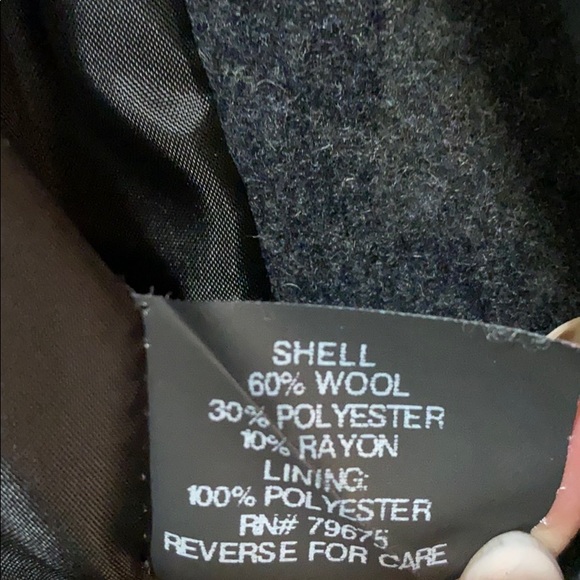 SHELL
60% WOOL
30% POLYESTER
10% RAYON
LINING:
100% POLYESTER
RN# 79675
REVERSE FOR CARE